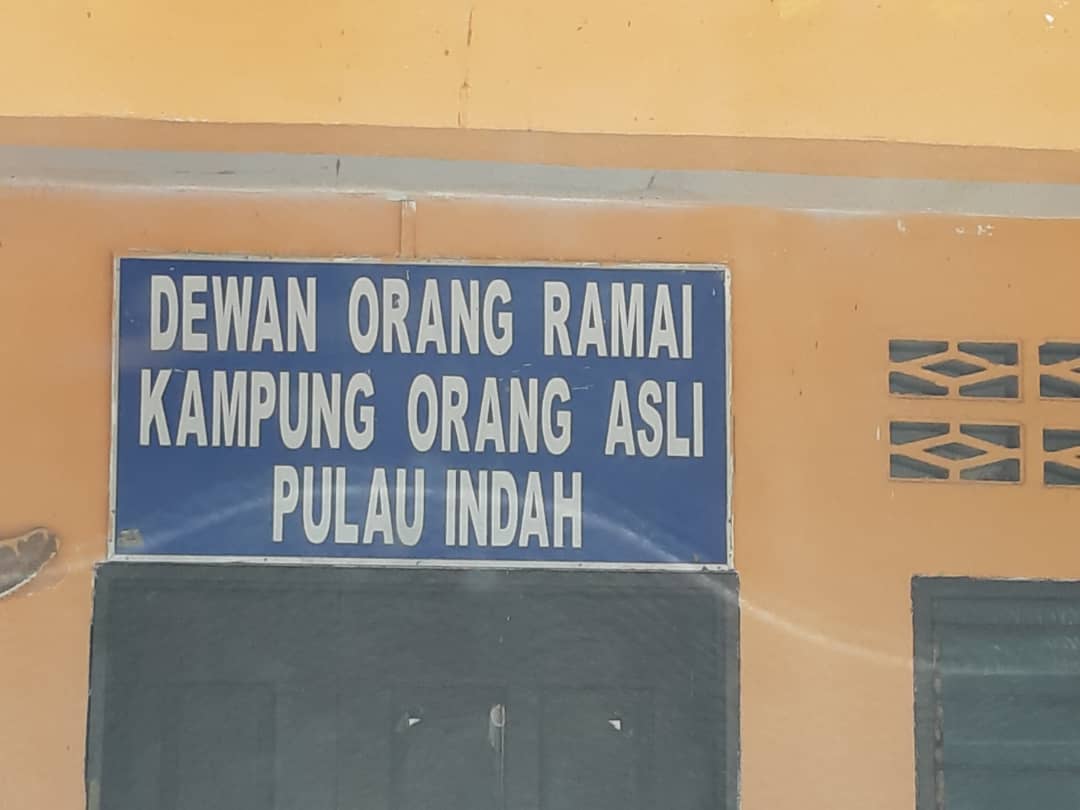 DEWAN ORANG RAMAI
KAMPUNG ORANG ASLI
PULAU INDAH